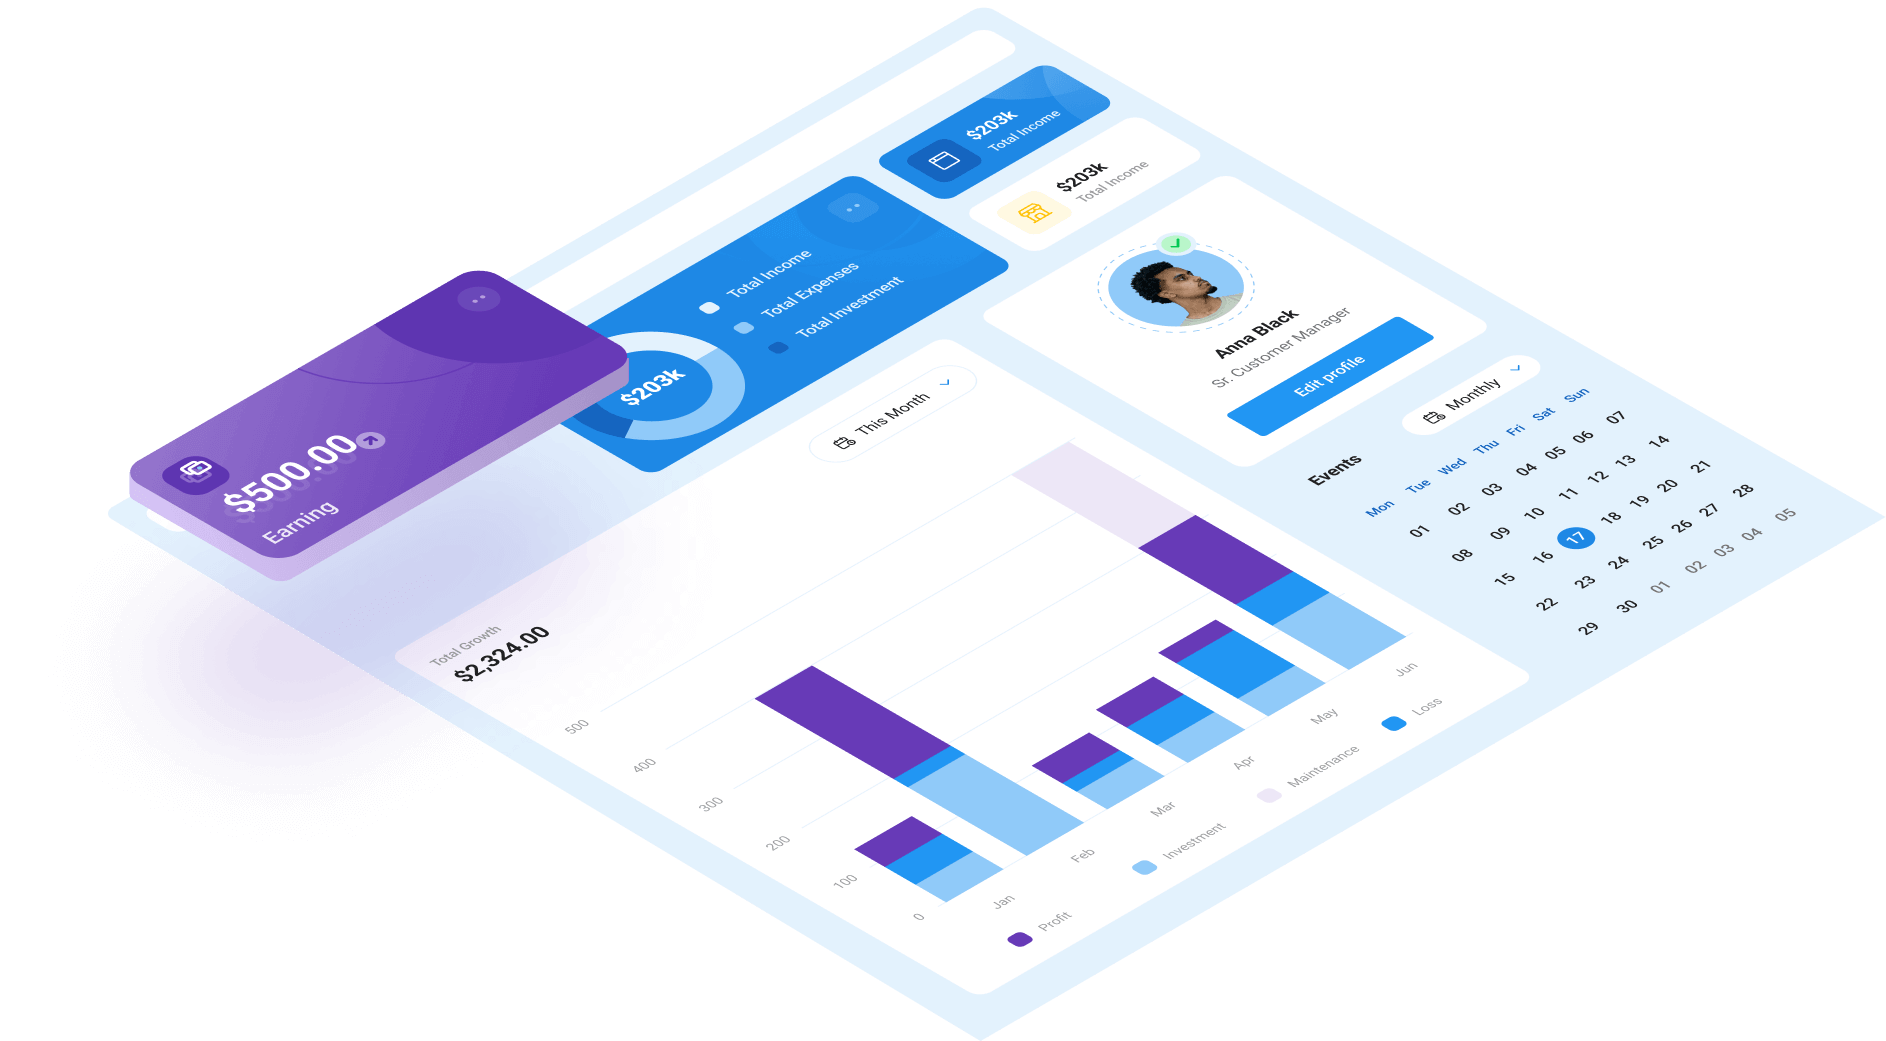 $203k
Total Income
$203k
Total Income
Total Income
Total Expenses
Total Investment
$203k
$500.00
Earning
Anna Black
Sr. Customer Manager
Edit profile
This Month
Total Growth
$2,324.00
500
400
300
200
100
0
Jan
Feb
Mar
Apr
May
Jun
Profit
Investment
Maintenance
Loss
Events
Monthly
Mon Tue Wed Thu Fri Sat Sun
01 02 03 04 05 06 07
08 09 10 11 12 13 14
15 16 17 18 19 20 21
22 23 24 25 26 27 28
29 30 01 02 03 04 05